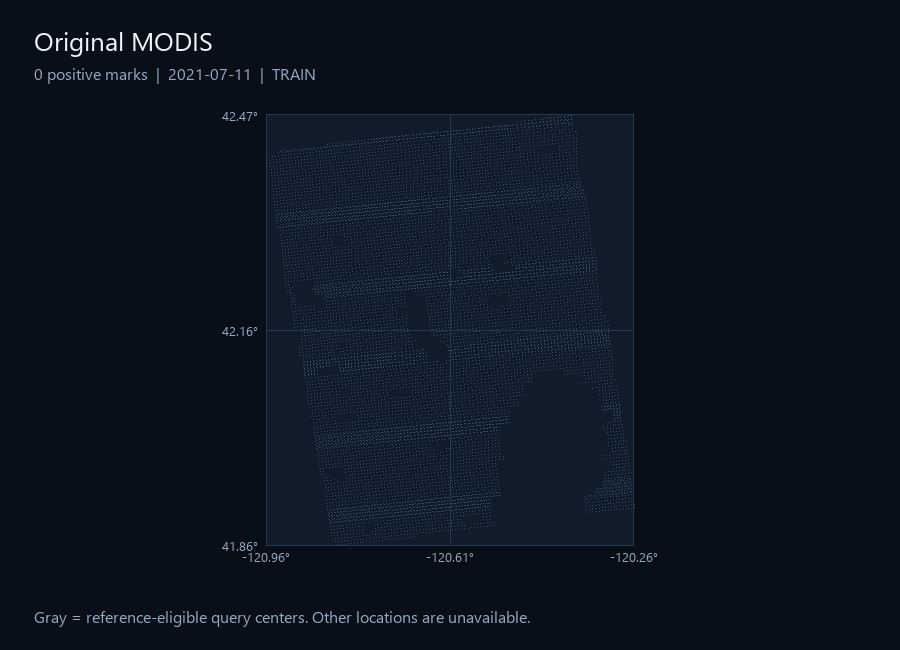 Original MODIS
0 positive marks | 2021-07-11 | TRAIN
42.47°
42.16°
41.86°
-120.96°
-120.61°
-120.26°
Gray = reference-eligible query centers. Other locations are unavailable.